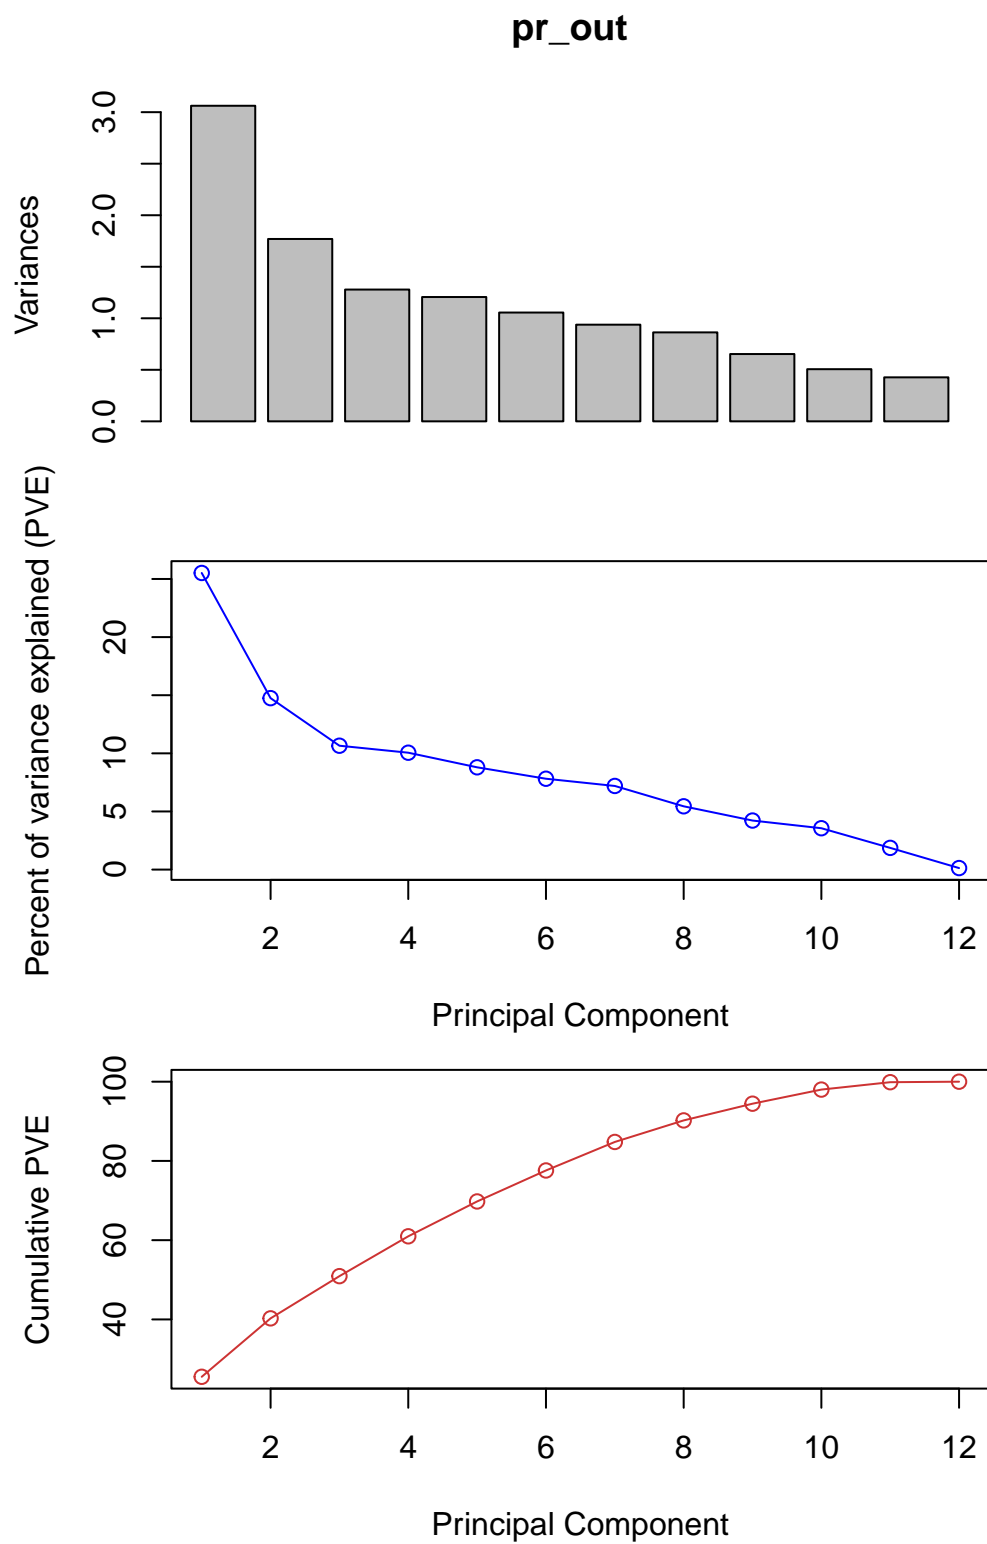 pr_out
Variances
3.0
2.0
1.0
0.0
Percent of variance explained (PVE)
20
10
5
0
2 4 6 8 10 12
Principal Component
Cumulative PVE
100
80
60
40
2 4 6 8 10 12
Principal Component